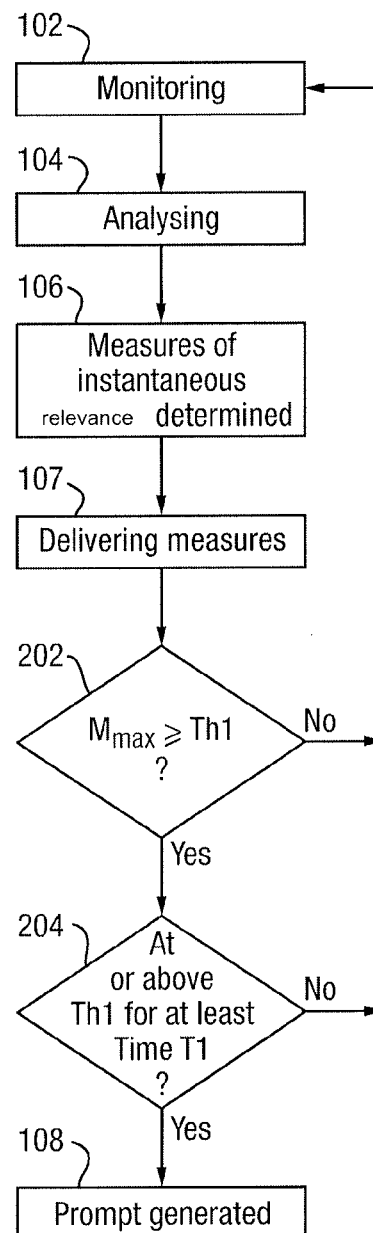 102
Monitoring
104
Analysing
106
Measures of
instantaneous
relevance determined
107
Delivering measures
202
Mmax ⩾ Th1
?
No
Yes
204
At
or above
Th1 for at least
Time T1
?
No
Yes
108
Prompt generated